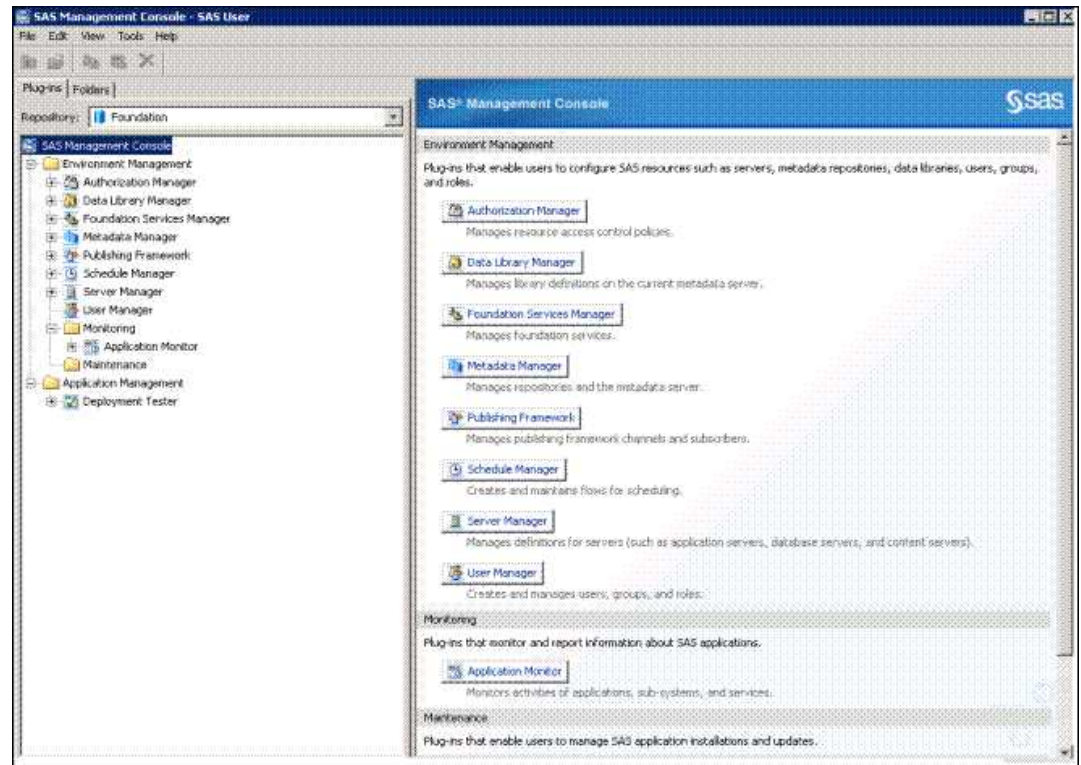 SAS Management Console - SAS User
File Edit View Tools Help
Plug-ins Folders
Repository: Foundation
SAS Management Console
Environment Management
Authorization Manager
Data Library Manager
Foundation Services Manager
Metadata Manager
Publishing Framework
Schedule Manager
Server Manager
User Manager
Monitoring
Application Monitor
Maintenance
Application Management
Deployment Tester
SAS® Management Console
sas
Environment Management
Plug-ins that enable users to configure SAS resources such as servers, metadata repositories, data libraries, users, groups,
and roles.
Authorization Manager
Manages resource access control policies.
Data Library Manager
Manages library definitions on the current metadata server.
Foundation Services Manager
Manages foundation services.
Metadata Manager
Manages repositories and the metadata server.
Publishing Framework
Manages publishing framework channels and subscribers.
Schedule Manager
Creates and maintains flows for scheduling.
Server Manager
Manages definitions for servers (such as application servers, database servers, and content servers).
User Manager
Creates and manages users, groups, and roles.
Monitoring
Plug-ins that monitor and report information about SAS applications.
Application Monitor
Monitors activities of applications, sub-systems, and services.
Maintenance
Plug-ins that enable users to manage SAS application installations and updates.